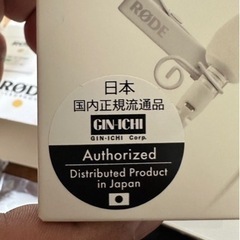 RØDE
RØDE
日本
国内正規流通品
GIN-ICHI
GIN-ICHI Corp.
Authorized
Distributed Product
in Japan